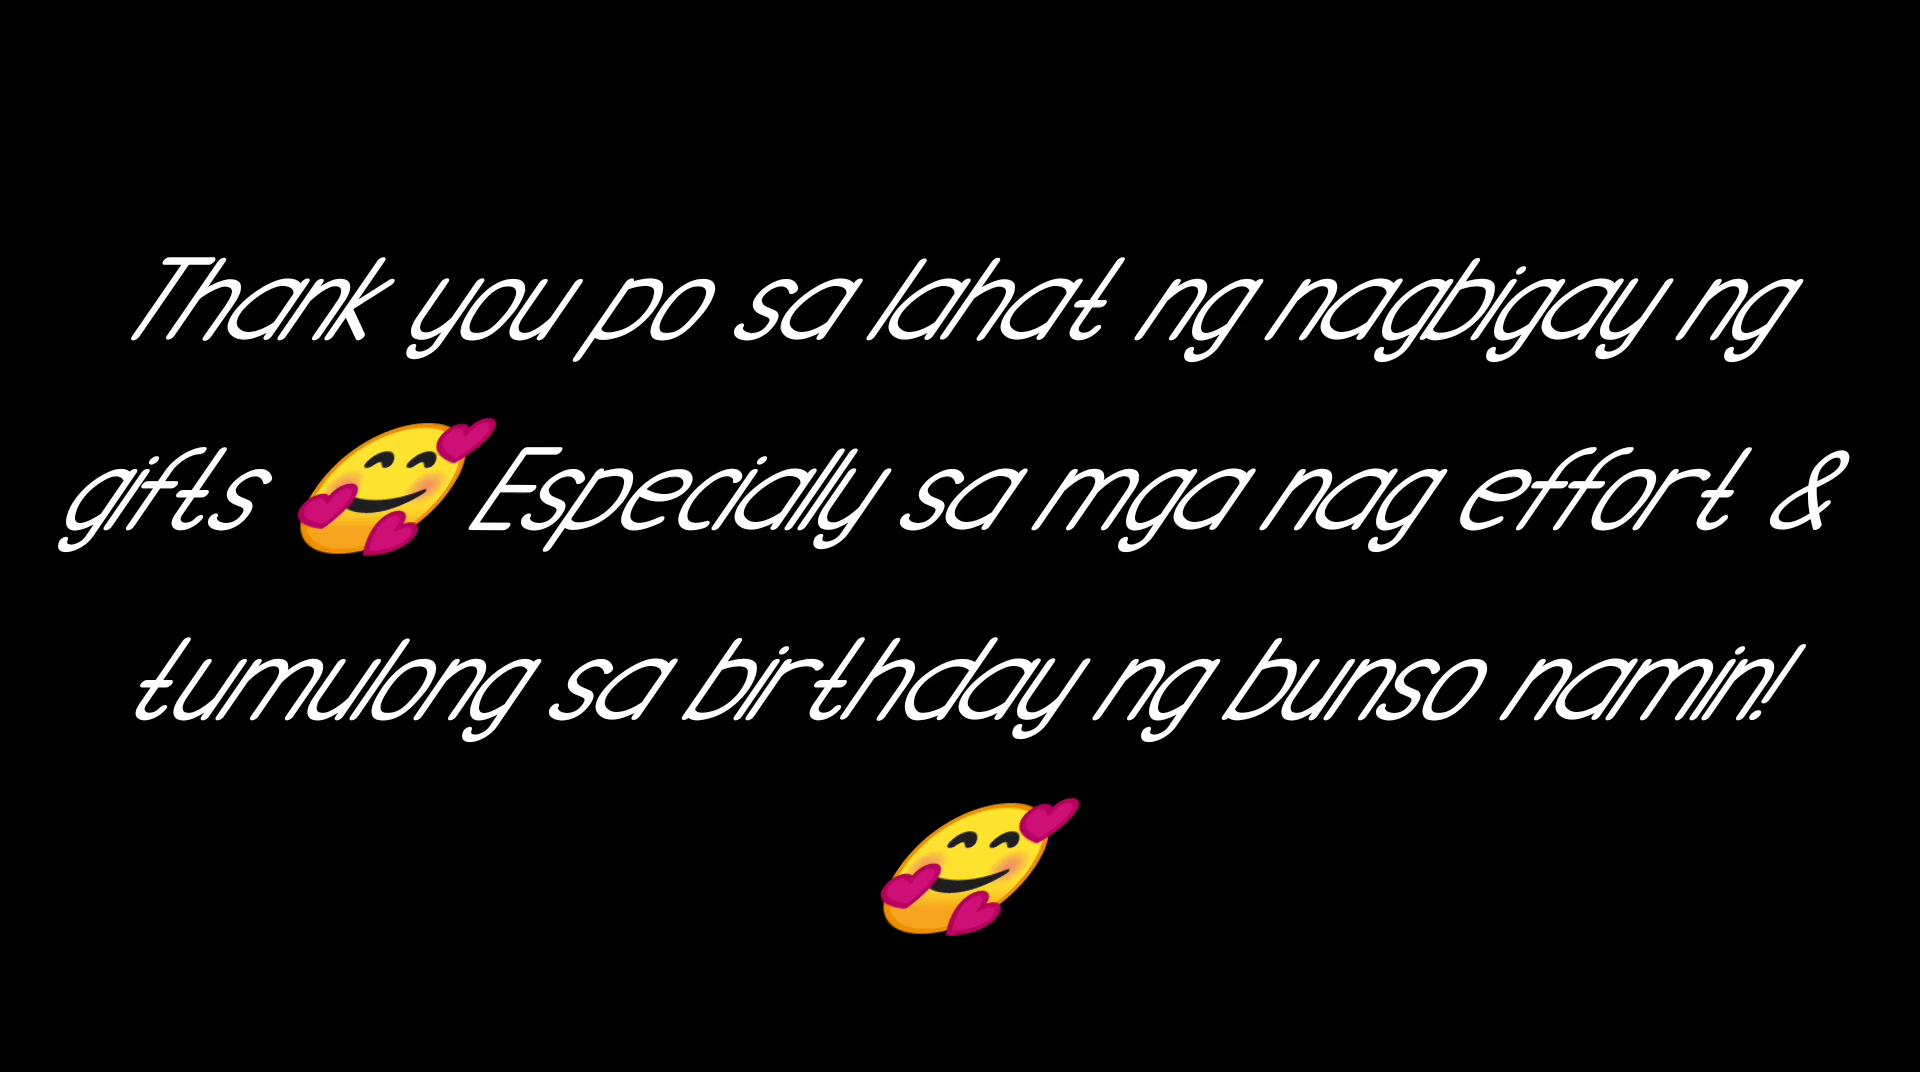 Thank you po sa lahat ng nagbigay ng
gifts 🥰Especially sa mga nag effort &
tumulong sa birthday ng bunso namin!
🥰